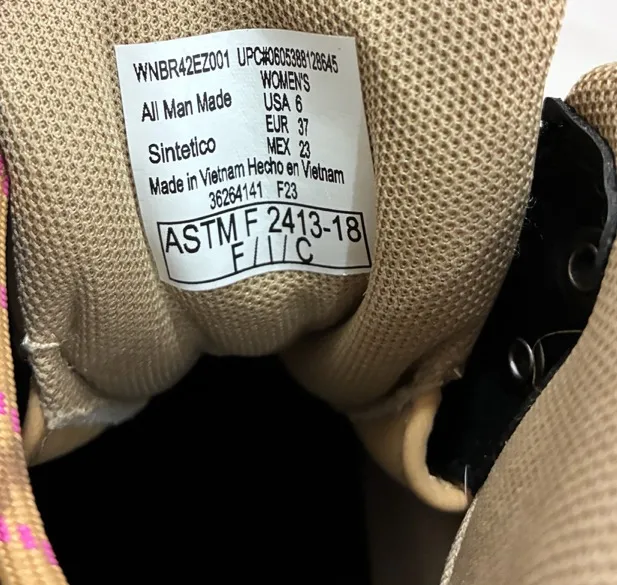 WNBR42EZ001 UPC#0605388128645
WOMEN'S
All Man Made USA 6
EUR 37
Sintetico MEX 23
Made in Vietnam Hecho en Vietnam
36264141 F23
ASTM F 2413-18
F/I/C